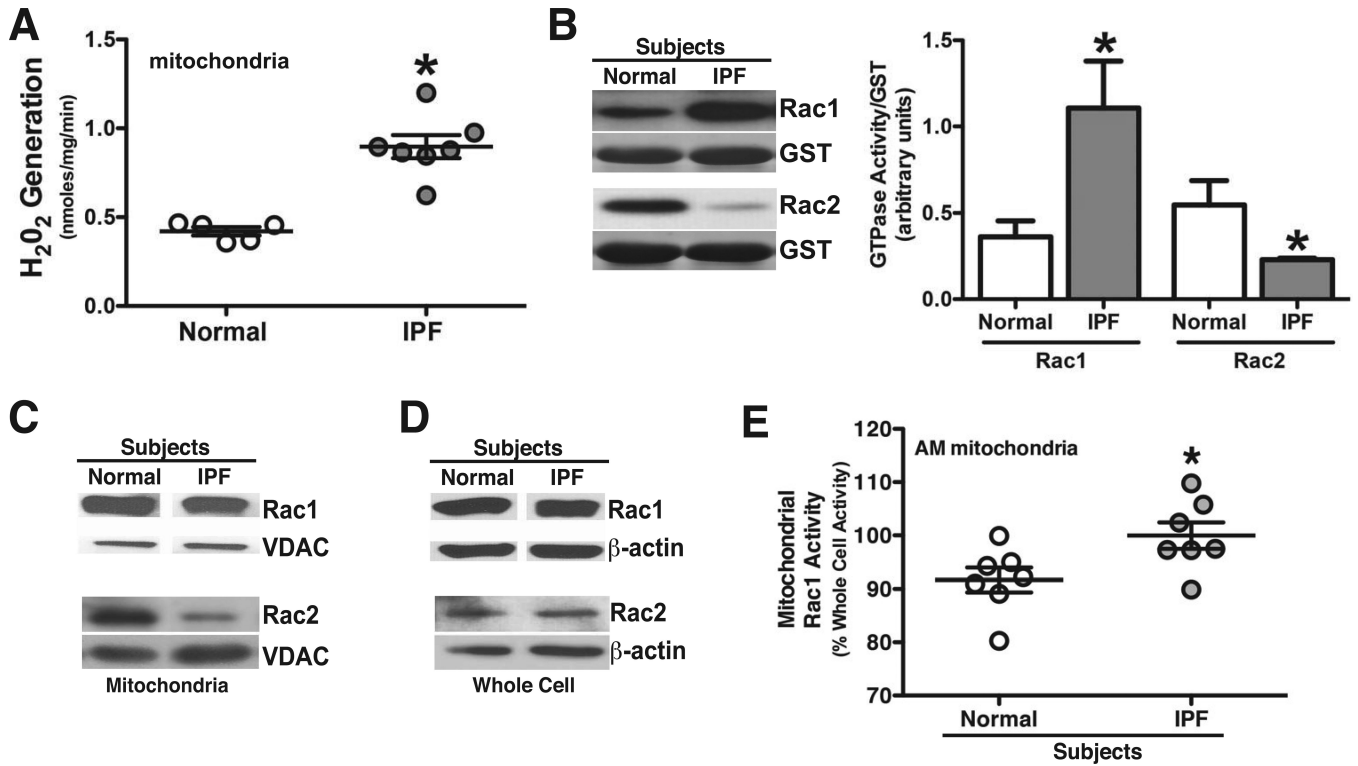 A
H202 Generation
(nmoles/mg/min)
1.5
1.0
0.5
0.0
mitochondria
*
Normal IPF
B
Subjects
Normal IPF
Rac1
GST
Rac2
GST
GTPase Activity/GST
(arbitrary units)
1.5
1.0
0.5
0.0
*
*
Normal IPF Normal IPF
Rac1 Rac2
C
Subjects
Normal IPF
Rac1
VDAC
Rac2
VDAC
Mitochondria
D
Subjects
Normal IPF
Rac1
β-actin
Rac2
β-actin
Whole Cell
E
Mitochondrial
Rac1 Activity
(% Whole Cell Activity)
120
110
100
90
80
70
AM mitochondria
*
Normal IPF
Subjects